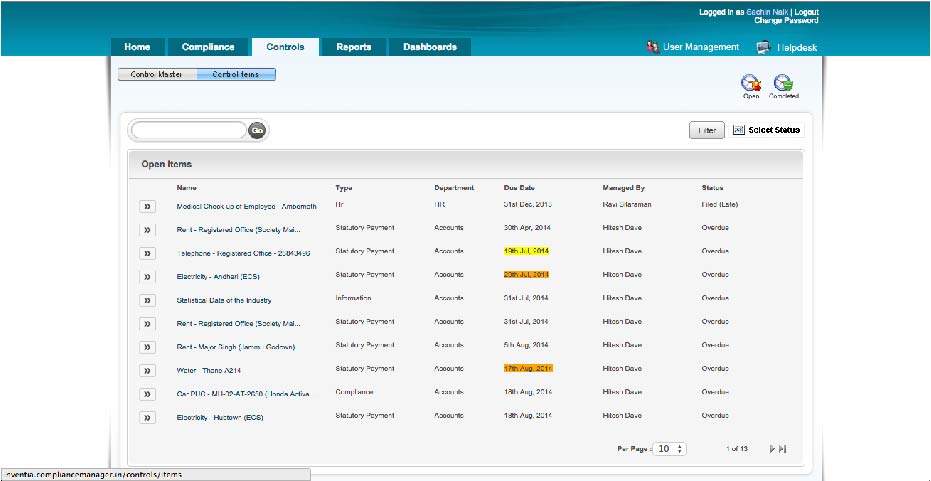 Logged in as Sachin Naik | Logout
Change Password
Home Compliance Controls Reports Dashboards User Management Helpdesk
Control Master Control Items
Open Completed
Go Filter Select Status
Open Items
Name Type Department Due Date Managed By Status
» Medical Check up of Employee - Ambernath Hr HR 31st Dec, 2013 Ravi Sitaraman Filed (Late)
» Rent - Registered Office (Society Mai... Statutory Payment Accounts 30th Apr, 2014 Hitesh Dave Overdue
» Telephone - Registered Office - 26843496 Statutory Payment Accounts 19th Jul, 2014 Hitesh Dave Overdue
» Electricity - Andheri (ECS) Statutory Payment Accounts 20th Jul, 2014 Hitesh Dave Overdue
» Statistical Date of the Industry Information Accounts 31st Jul, 2014 Hitesh Dave Overdue
» Rent - Registered Office (Society Mai... Statutory Payment Accounts 31st Jul, 2014 Hitesh Dave Overdue
» Rent - Major Singh (Jammu Godown) Statutory Payment Accounts 5th Aug, 2014 Hitesh Dave Overdue
» Water - Thane A214 Statutory Payment Accounts 17th Aug, 2014 Hitesh Dave Overdue
» Car PUC - MH-02-AT-2050 (Honda Activa Compliance Accounts 18th Aug, 2014 Hitesh Dave Overdue
» Electricity - Hubtown (ECS) Statutory Payment Accounts 18th Aug, 2014 Hitesh Dave Overdue
Per Page : 10 1 of 13
inventia.compliancemanager.in/controls/items